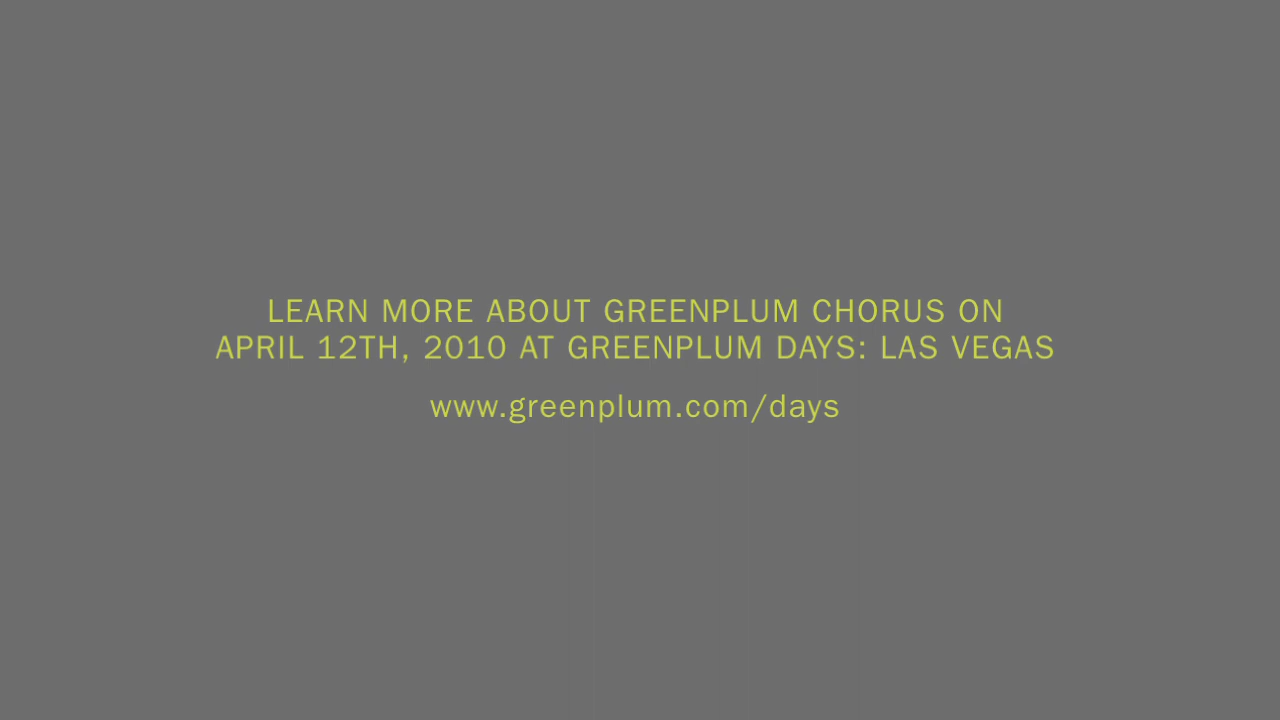 LEARN MORE ABOUT GREENPLUM CHORUS ON
APRIL 12TH, 2010 AT GREENPLUM DAYS: LAS VEGAS
www.greenplum.com/days